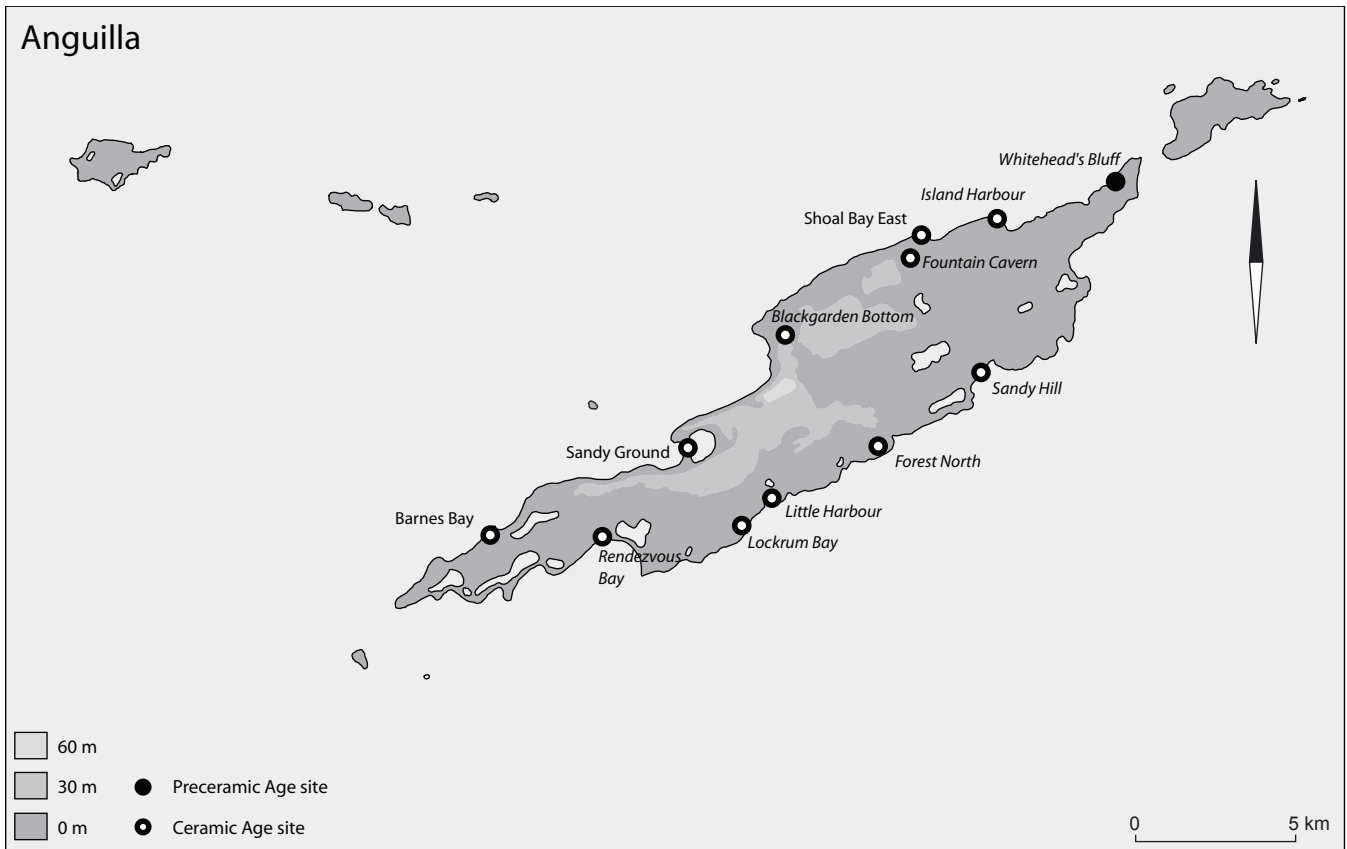 Anguilla
Whitehead's Bluff
Island Harbour
Shoal Bay East
Fountain Cavern
Blackgarden Bottom
Sandy Hill
Sandy Ground
Forest North
Little Harbour
Barnes Bay
Lockrum Bay
Rendezvous
Bay
60 m
30 m
Preceramic Age site
0 m
Ceramic Age site
0
5 km